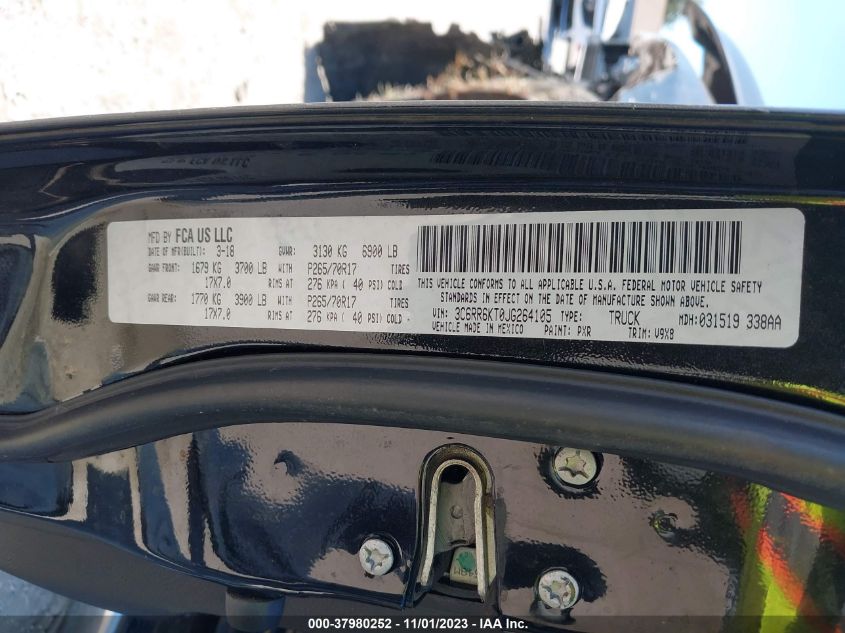 MFD BY FCA US LLC
DATE OF MFR(BUILT): 3-18 GVWR: 3130 KG 6900 LB
GAWR FRONT: 1679 KG 3700 LB WITH P265/70R17 TIRES
17X7.0 RIMS AT 276 KPA ( 40 PSI) COLD -
GAWR REAR: 1770 KG 3900 LB WITH P265/70R17 TIRES
17X7.0 RIMS AT 276 KPA ( 40 PSI) COLD -
THIS VEHICLE CONFORMS TO ALL APPLICABLE U.S.A. FEDERAL MOTOR VEHICLE SAFETY
STANDARDS IN EFFECT ON THE DATE OF MANUFACTURE SHOWN ABOVE.
VIN: 3C6RR6KT0JG264105 TYPE: TRUCK MDH:031519 338AA
VEHICLE MADE IN MEXICO PAINT: PXR TRIM: V9X8
000-37980252 - 11/01/2023 - IAA Inc.